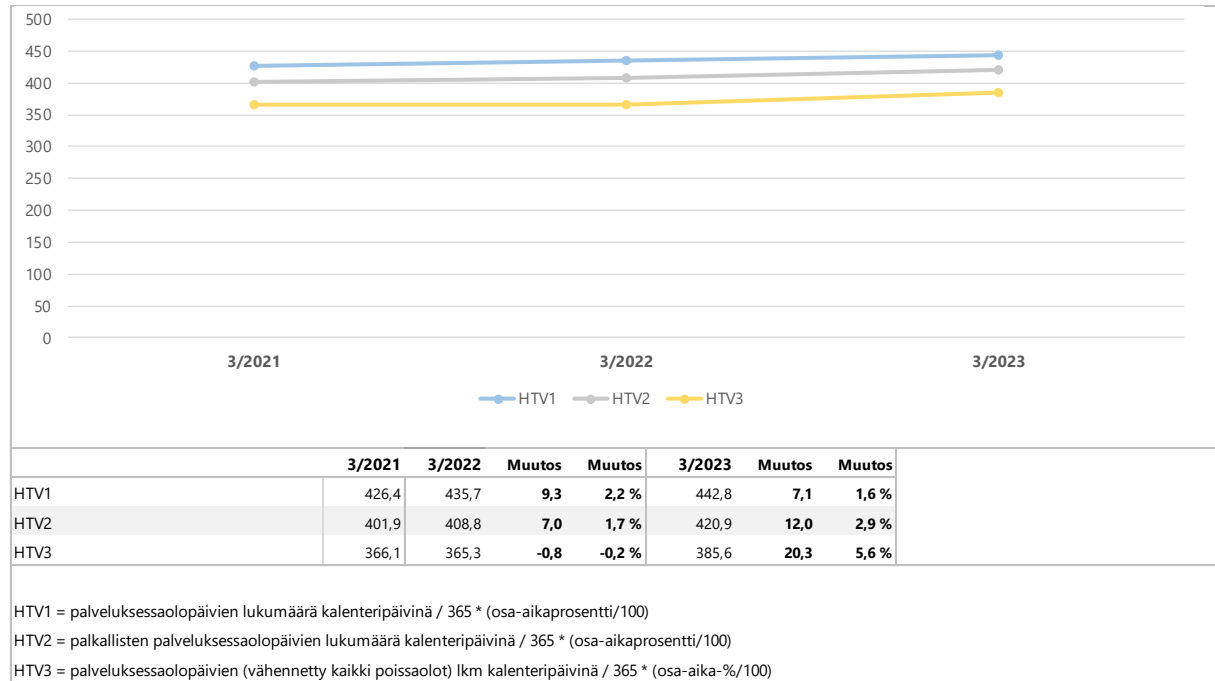 500
450
400
350
300
250
200
150
100
50
0
3/2021 3/2022 3/2023
HTV1 HTV2 HTV3
3/2021 3/2022 Muutos Muutos 3/2023 Muutos Muutos
HTV1 426,4 435,7 9,3 2,2 % 442,8 7,1 1,6 %
HTV2 401,9 408,8 7,0 1,7 % 420,9 12,0 2,9 %
HTV3 366,1 365,3 -0,8 -0,2 % 385,6 20,3 5,6 %
HTV1 = palveluksessaolopäivien lukumäärä kalenteripäivinä / 365 * (osa-aikaprosentti/100)
HTV2 = palkallisten palveluksessaolopäivien lukumäärä kalenteripäivinä / 365 * (osa-aikaprosentti/100)
HTV3 = palveluksessaolopäivien (vähennetty kaikki poissaolot) lkm kalenteripäivinä / 365 * (osa-aika-%/100)